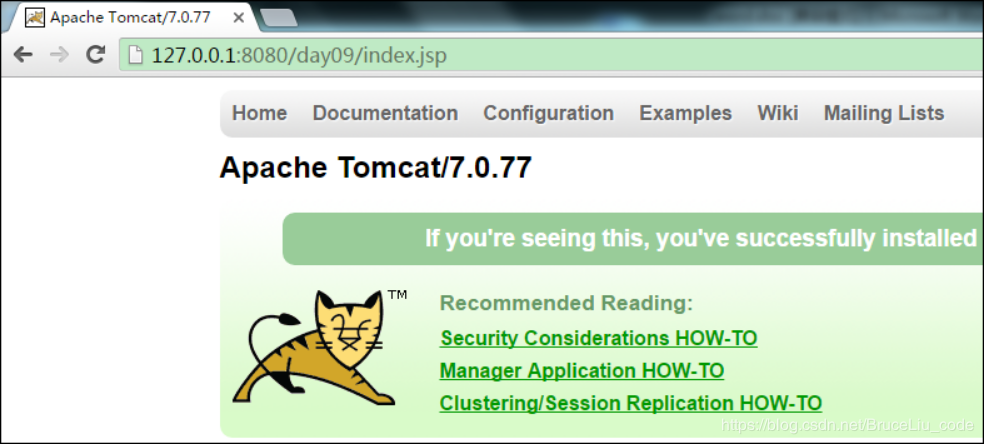 Apache Tomcat/7.0.77
127.0.0.1:8080/day09/index.jsp
Home Documentation Configuration Examples Wiki Mailing Lists
Apache Tomcat/7.0.77
If you're seeing this, you've successfully installed
TM
Recommended Reading:
Security Considerations HOW-TO
Manager Application HOW-TO
Clustering/Session Replication HOW-TO
https://blog.csdn.net/BruceLiu_code